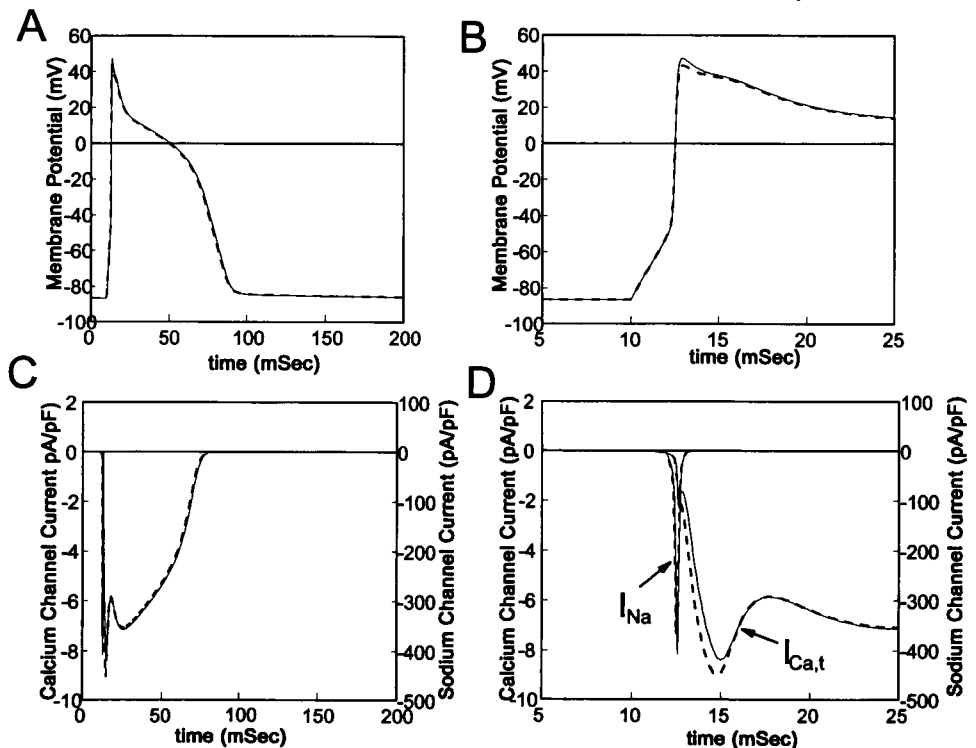 A
Membrane Potential (mV)
60
40
20
0
-20
-40
-60
-80
-100
0 50 100 150 200
time (mSec)
B
Membrane Potential (mV)
60
40
20
0
-20
-40
-60
-80
-100
5 10 15 20 25
time (mSec)
C
Calcium Channel Current pA/pF)
2
0
-2
-4
-6
-8
-10
0 50 100 150 200
time (mSec)
100
0
-100
-200
-300
-400
-500
Sodium Channel Current (pA/pF)
D
Calcium Channel Current (pA/pF)
2
0
-2
-4
-6
-8
-10
5 10 15 20 25
time (mSec)
100
0
-100
-200
-300
-400
-500
Sodium Channel Current (pA/pF)
I_Na
I_Ca,t